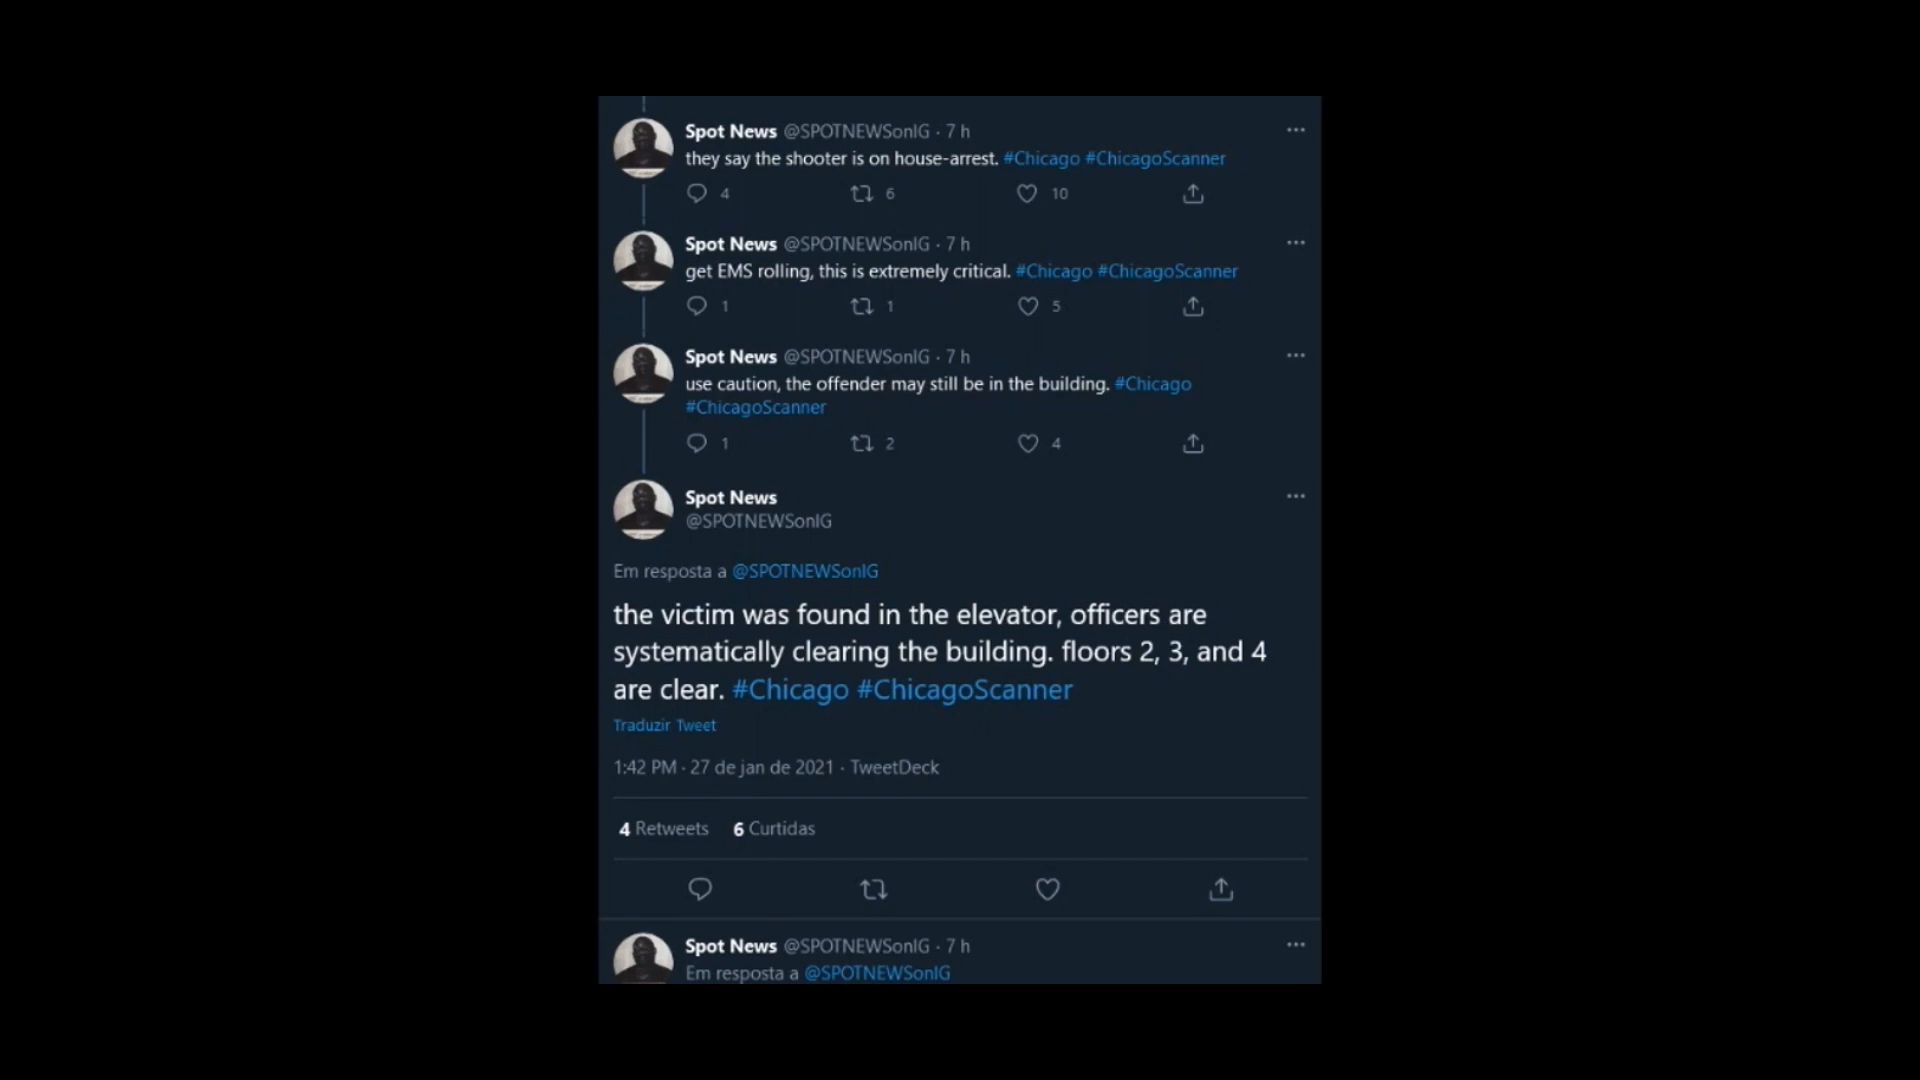 Spot News @SPOTNEWSonIG · 7 h
they say the shooter is on house-arrest. #Chicago #ChicagoScanner
4 6 10
Spot News @SPOTNEWSonIG · 7 h
get EMS rolling, this is extremely critical. #Chicago #ChicagoScanner
1 1 5
Spot News @SPOTNEWSonIG · 7 h
use caution, the offender may still be in the building. #Chicago
#ChicagoScanner
1 2 4
Spot News
@SPOTNEWSonIG
Em resposta a @SPOTNEWSonIG
the victim was found in the elevator, officers are
systematically clearing the building. floors 2, 3, and 4
are clear. #Chicago #ChicagoScanner
Traduzir Tweet
1:42 PM · 27 de jan de 2021 · TweetDeck
4 Retweets 6 Curtidas
Spot News @SPOTNEWSonIG · 7 h
Em resposta a @SPOTNEWSonIG